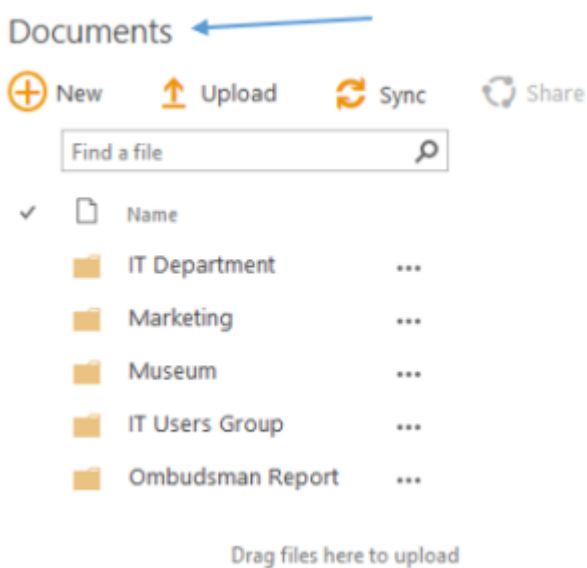 Documents
New Upload Sync Share
Find a file
Name
IT Department ...
Marketing ...
Museum ...
IT Users Group ...
Ombudsman Report ...
Drag files here to upload